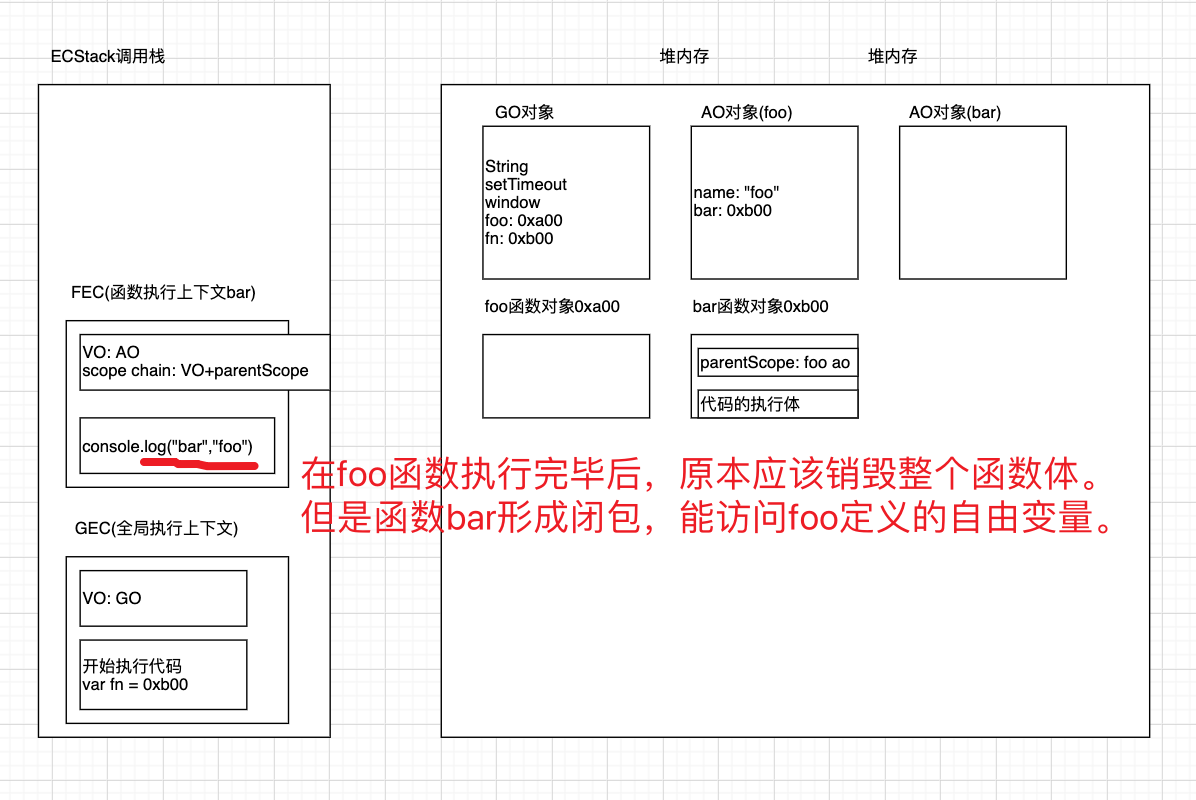 ECStack调用栈
堆内存
堆内存
GO对象
AO对象(foo)
AO对象(bar)
String
setTimeout
window
foo: 0xa00
fn: 0xb00
name: "foo"
bar: 0xb00
FEC(函数执行上下文bar)
foo函数对象0xa00
bar函数对象0xb00
VO: AO
scope chain: VO+parentScope
parentScope: foo ao
代码的执行体
console.log("bar","foo")
在foo函数执行完毕后，原本应该销毁整个函数体。
但是函数bar形成闭包，能访问foo定义的自由变量。
GEC(全局执行上下文)
VO: GO
开始执行代码
var fn = 0xb00